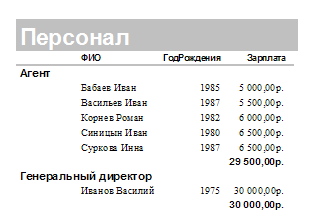 Персонал
ФИО ГодРождения Зарплата
Агент
Бабаев Иван 1985 5 000,00р.
Васильев Иван 1987 5 500,00р.
Корнев Роман 1982 6 000,00р.
Синицын Иван 1980 6 500,00р.
Суркова Инна 1987 6 500,00р.
29 500,00р.
Генеральный директор
Иванов Василий 1975 30 000,00р.
30 000,00р.